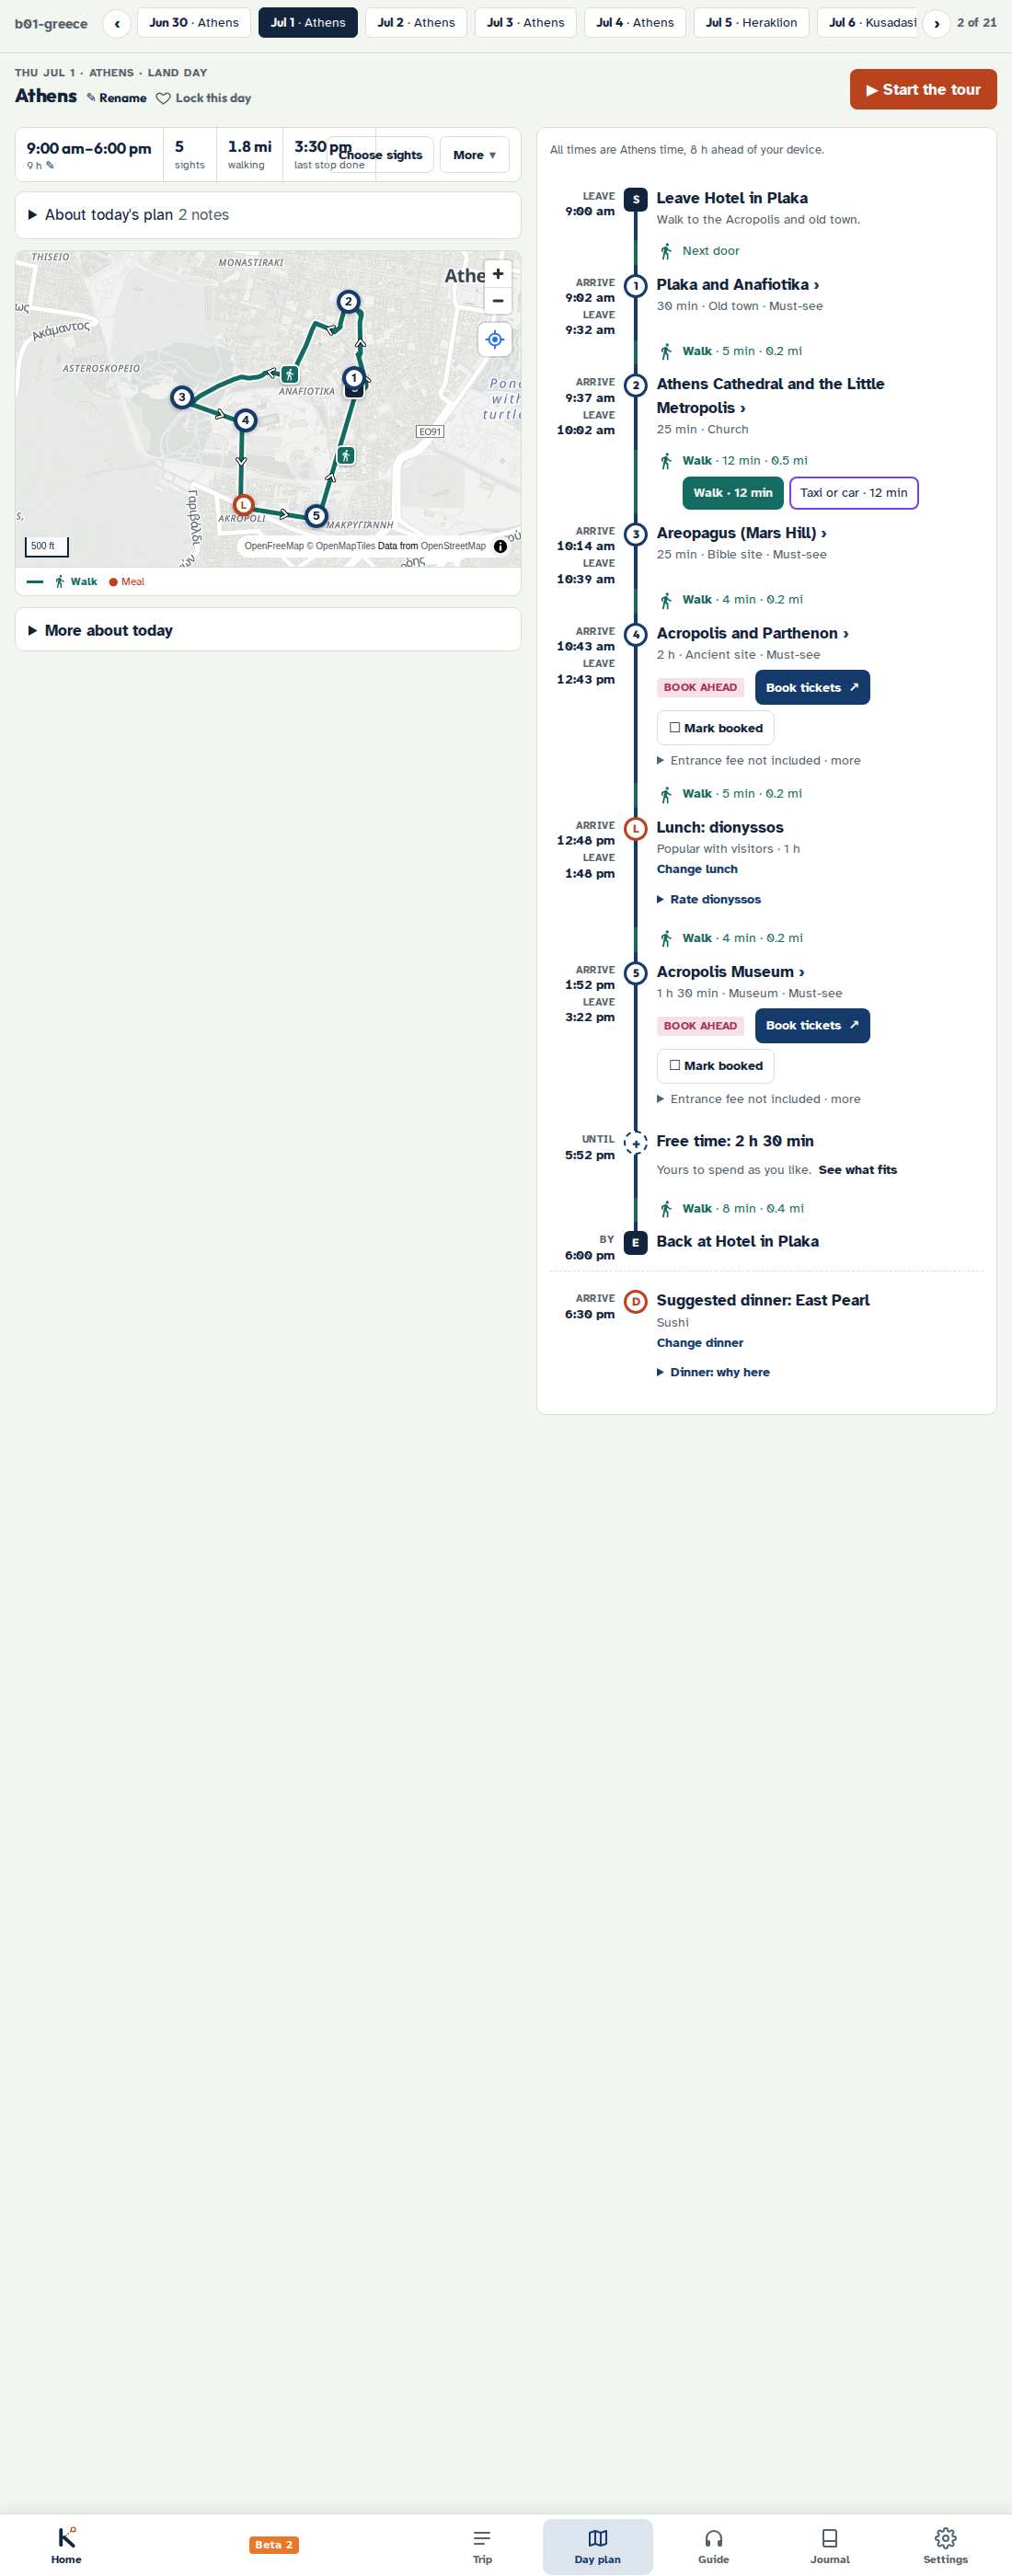 b01-greece
‹
Jun 30 · Athens
Jul 1 · Athens
Jul 2 · Athens
Jul 3 · Athens
Jul 4 · Athens
Jul 5 · Heraklion
Jul 6 · Kusadasi
›
2 of 21
THU JUL 1 · ATHENS · LAND DAY
Athens ✎ Rename Lock this day
▶ Start the tour
9:00 am–6:00 pm
9 h ✎
5
sights
1.8 mi
walking
3:30 pm
last stop done
Choose sights
More ▾
▶ About today's plan 2 notes
THISEIO
MONASTIRAKI
Athe
ως
Ακάμαντος
ASTEROSKOPEIO
ANAFIOTIKA
Pond
with
turtle
EO91
Γαριβάλδι
AKROPOLI
ΜΑΚΡΥΓΙΑΝΝΗ
s,
+
−
2
1
3
4
L
5
500 ft
OpenFreeMap © OpenMapTiles Data from OpenStreetMap
Walk
Meal
▶ More about today
All times are Athens time, 8 h ahead of your device.
LEAVE
9:00 am
S
Leave Hotel in Plaka
Walk to the Acropolis and old town.
Next door
ARRIVE
9:02 am
LEAVE
9:32 am
1
Plaka and Anafiotika ›
30 min · Old town · Must-see
Walk · 5 min · 0.2 mi
ARRIVE
9:37 am
LEAVE
10:02 am
2
Athens Cathedral and the Little
Metropolis ›
25 min · Church
Walk · 12 min · 0.5 mi
Walk · 12 min
Taxi or car · 12 min
ARRIVE
10:14 am
LEAVE
10:39 am
3
Areopagus (Mars Hill) ›
25 min · Bible site · Must-see
Walk · 4 min · 0.2 mi
ARRIVE
10:43 am
LEAVE
12:43 pm
4
Acropolis and Parthenon ›
2 h · Ancient site · Must-see
BOOK AHEAD
Book tickets ↗
☐ Mark booked
▶ Entrance fee not included · more
Walk · 5 min · 0.2 mi
ARRIVE
12:48 pm
LEAVE
1:48 pm
L
Lunch: dionyssos
Popular with visitors · 1 h
Change lunch
▶ Rate dionyssos
Walk · 4 min · 0.2 mi
ARRIVE
1:52 pm
LEAVE
3:22 pm
5
Acropolis Museum ›
1 h 30 min · Museum · Must-see
BOOK AHEAD
Book tickets ↗
☐ Mark booked
▶ Entrance fee not included · more
UNTIL
5:52 pm
+
Free time: 2 h 30 min
Yours to spend as you like. See what fits
Walk · 8 min · 0.4 mi
BY
6:00 pm
E
Back at Hotel in Plaka
ARRIVE
6:30 pm
D
Suggested dinner: East Pearl
Sushi
Change dinner
▶ Dinner: why here
Home
Beta 2
Trip
Day plan
Guide
Journal
Settings